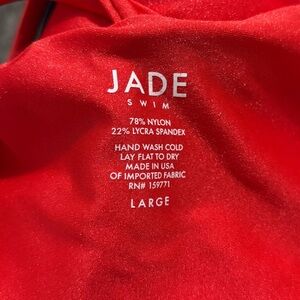 JADE
SWIM
78% NYLON
22% LYCRA SPANDEX
HAND WASH COLD
LAY FLAT TO DRY
MADE IN USA
OF IMPORTED FABRIC
RN# 159771
LARGE